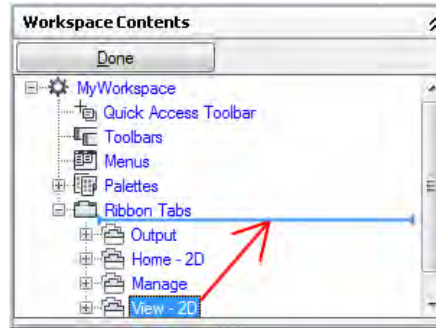 Workspace Contents
Done
MyWorkspace
Quick Access Toolbar
Toolbars
Menus
Palettes
Ribbon Tabs
Output
Home - 2D
Manage
View - 2D